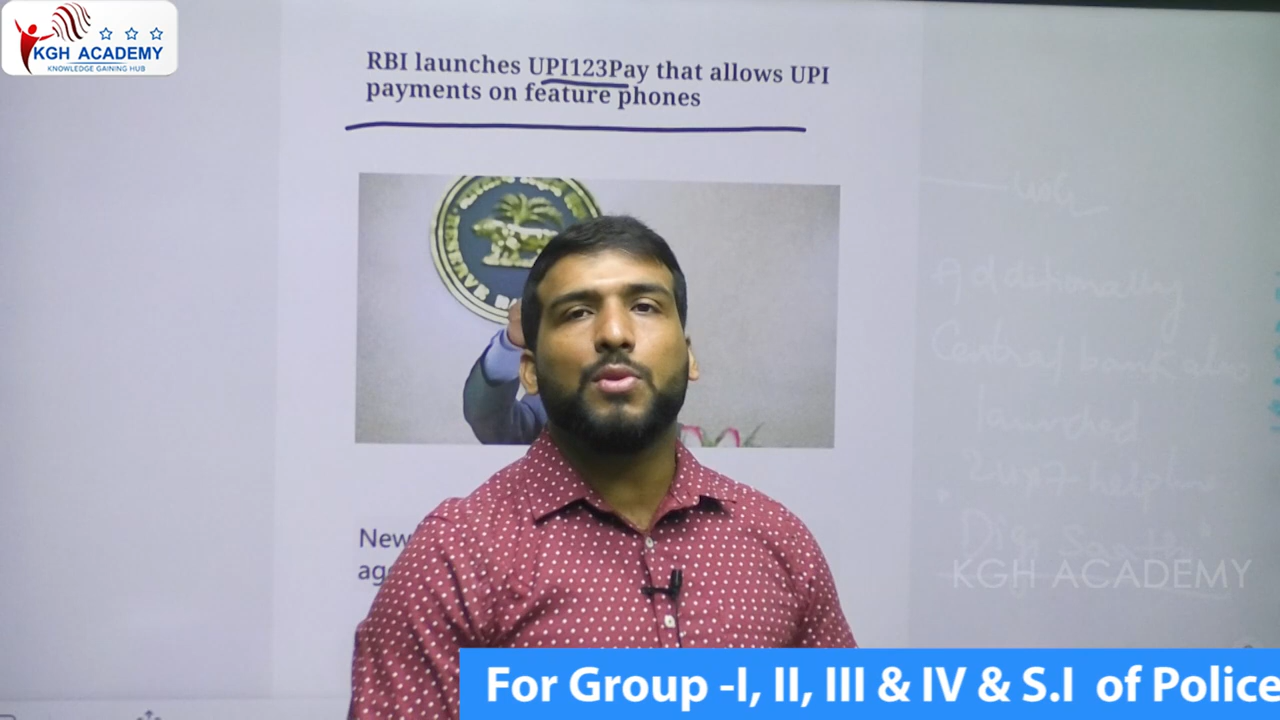 KGH ACADEMY
KNOWLEDGE GAINING HUB
RBI launches UPI123Pay that allows UPI
payments on feature phones
RVE B
New
ag
Additionally
Central bank also
launched
24x7 helpline
KGH ACADEMY
For Group -I, II, III & IV & S.I of Police